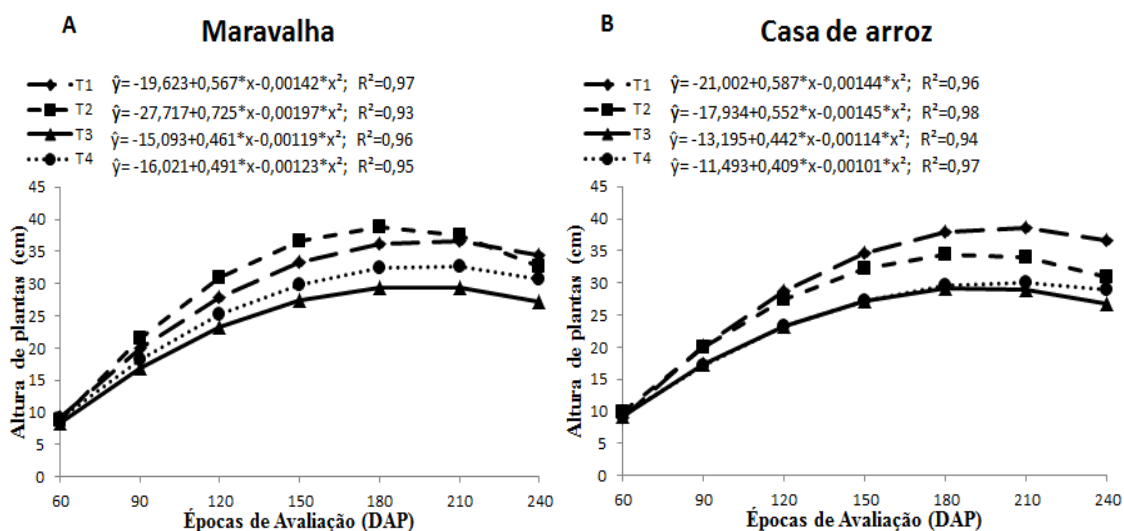 A Maravalha
T1 ŷ= -19,623+0,567*x-0,00142*x²; R²=0,97
T2 ŷ= -27,717+0,725*x-0,00197*x²; R²=0,93
T3 ŷ= -15,093+0,461*x-0,00119*x²; R²=0,96
T4 ŷ= -16,021+0,491*x-0,00123*x²; R²=0,95
Altura de plantas (cm)
45
40
35
30
25
20
15
10
5
0
60 90 120 150 180 210 240
Épocas de Avaliação (DAP)
B Casa de arroz
T1 ŷ= -21,002+0,587*x-0,00144*x²; R²=0,96
T2 ŷ= -17,934+0,552*x-0,00145*x²; R²=0,98
T3 ŷ= -13,195+0,442*x-0,00114*x²; R²=0,94
T4 ŷ= -11,493+0,409*x-0,00101*x²; R²=0,97
Altura de plantas (cm)
45
40
35
30
25
20
15
10
5
0
60 90 120 150 180 210 240
Épocas de Avaliação (DAP)